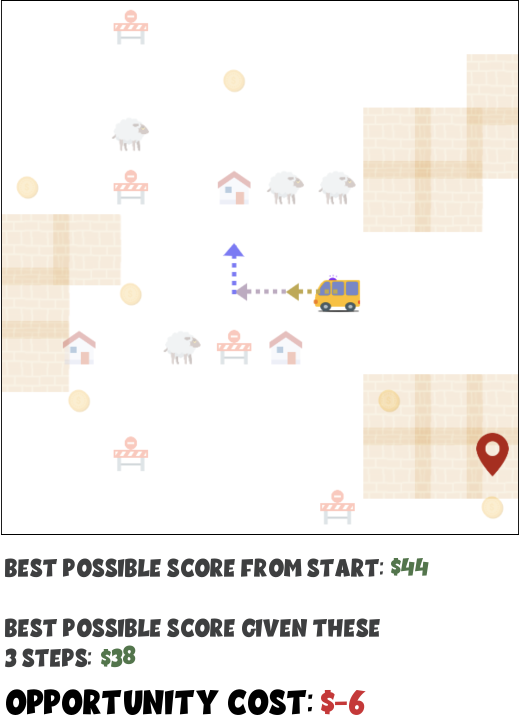 BEST POSSIBLE SCORE FROM START: $44
BEST POSSIBLE SCORE GIVEN THESE
3 STEPS: $38
OPPORTUNITY COST: $-6